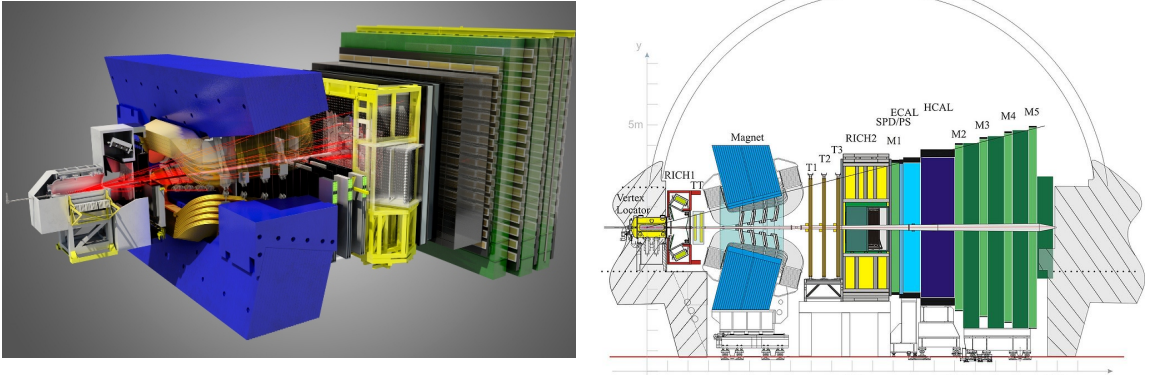 y
5m
Magnet
RICH1
TT
Vertex
Locator
T1
T2
T3
RICH2
M1
SPD/PS
ECAL
HCAL
M2
M3
M4
M5